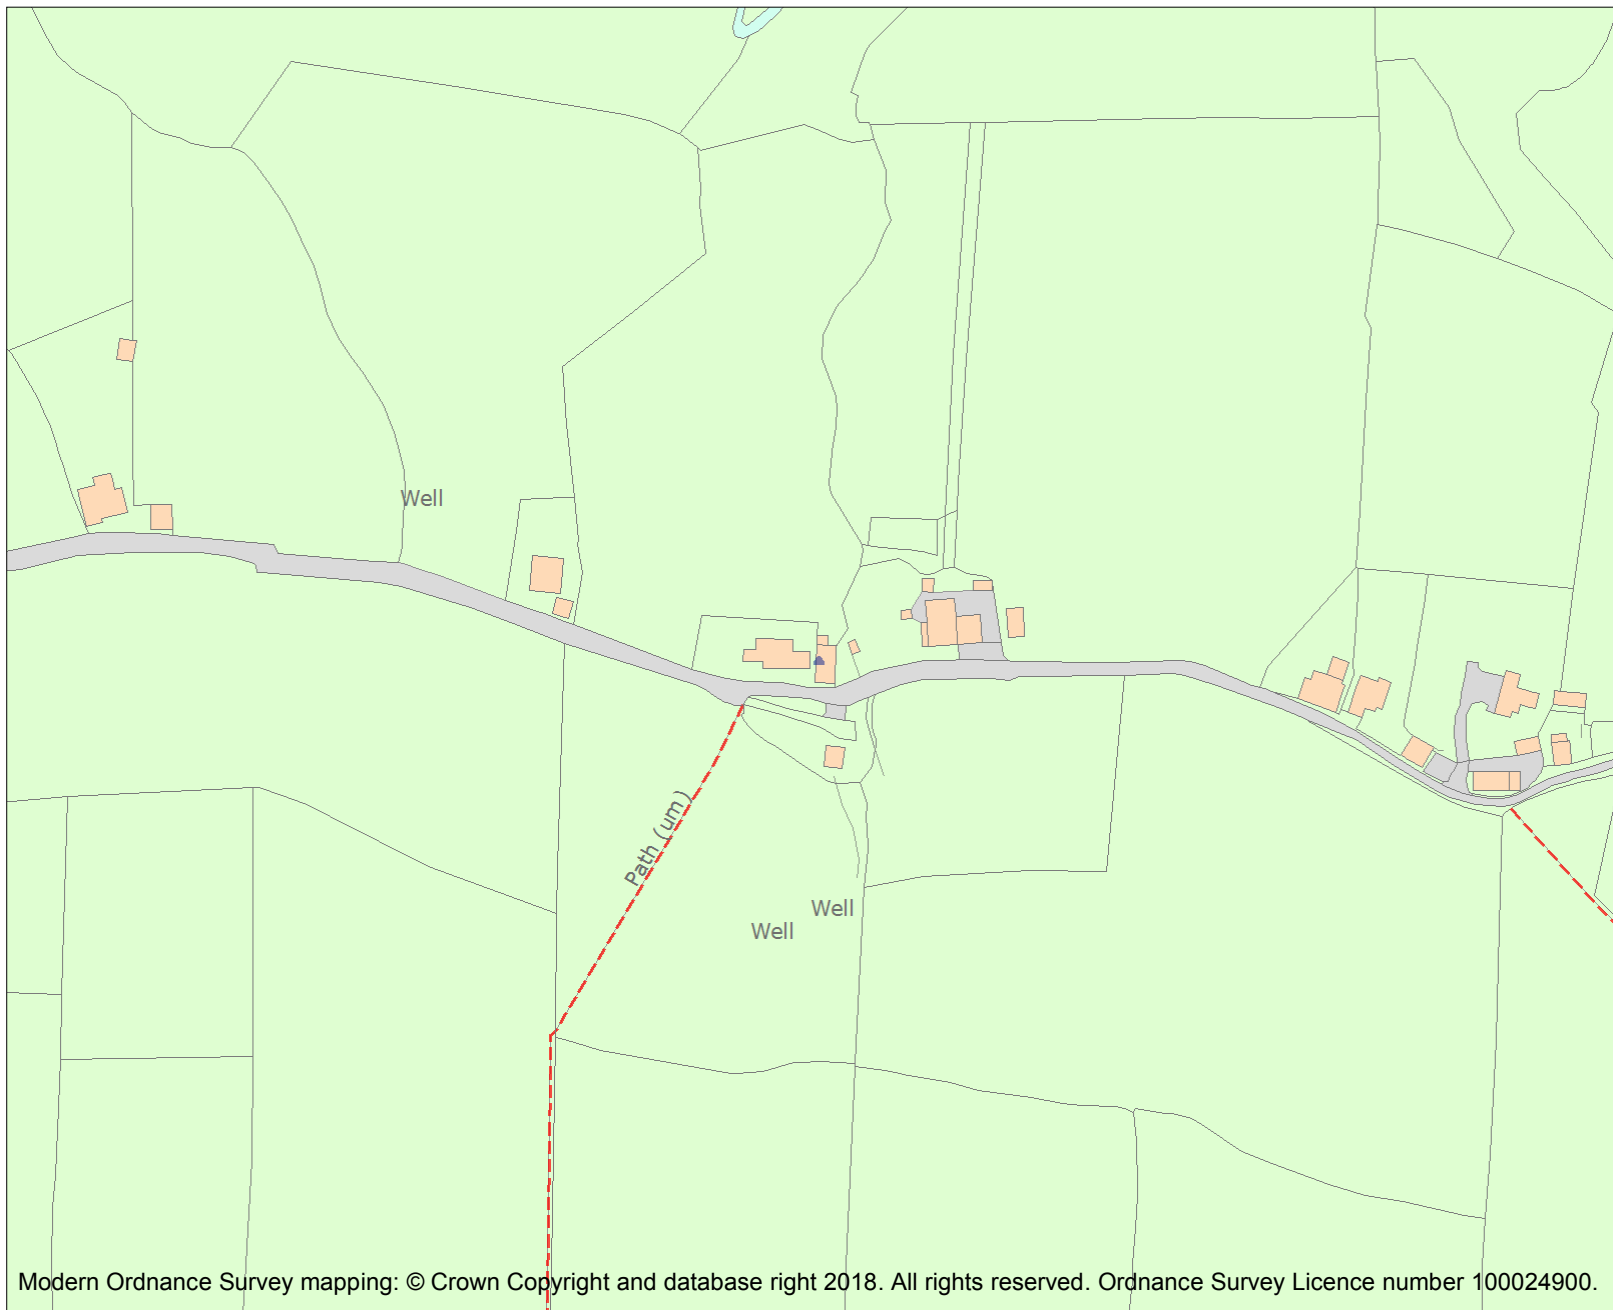 Well
Path (um)
Well
Well
Modern Ordnance Survey mapping: © Crown Copyright and database right 2018. All rights reserved. Ordnance Survey Licence number 100024900.